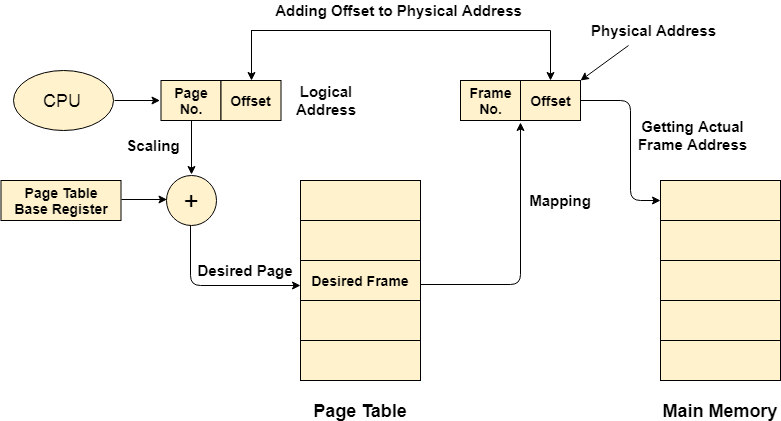 Adding Offset to Physical Address
Physical Address
CPU
Page
No.
Offset
Logical
Address
Frame
No.
Offset
Getting Actual
Frame Address
Scaling
Page Table
Base Register
+
Mapping
Desired Page
Desired Frame
Page Table
Main Memory